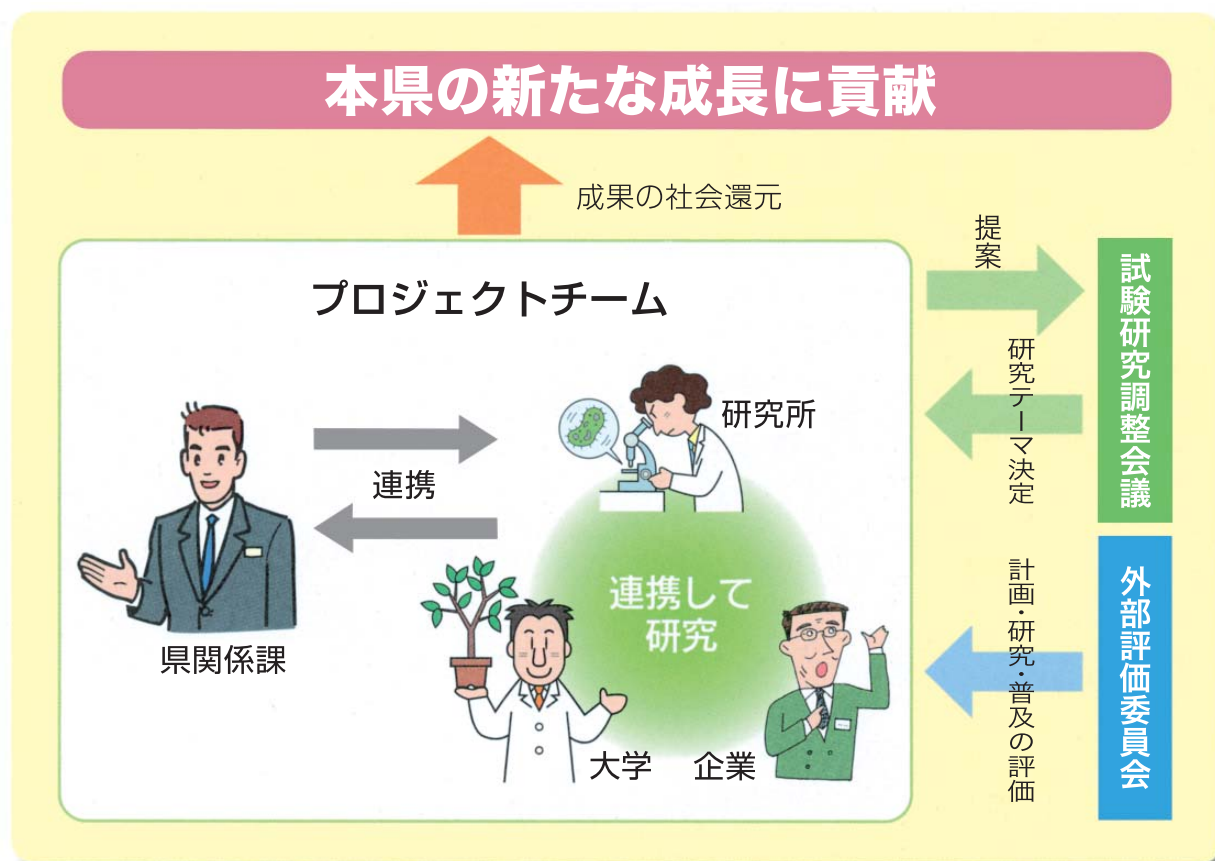 本県の新たな成長に貢献
成果の社会還元
プロジェクトチーム
県関係課
連携
研究所
連携して
研究
大学
企業
提案
研究テーマ決定
試験研究調整会議
計画・研究・普及の評価
外部評価委員会